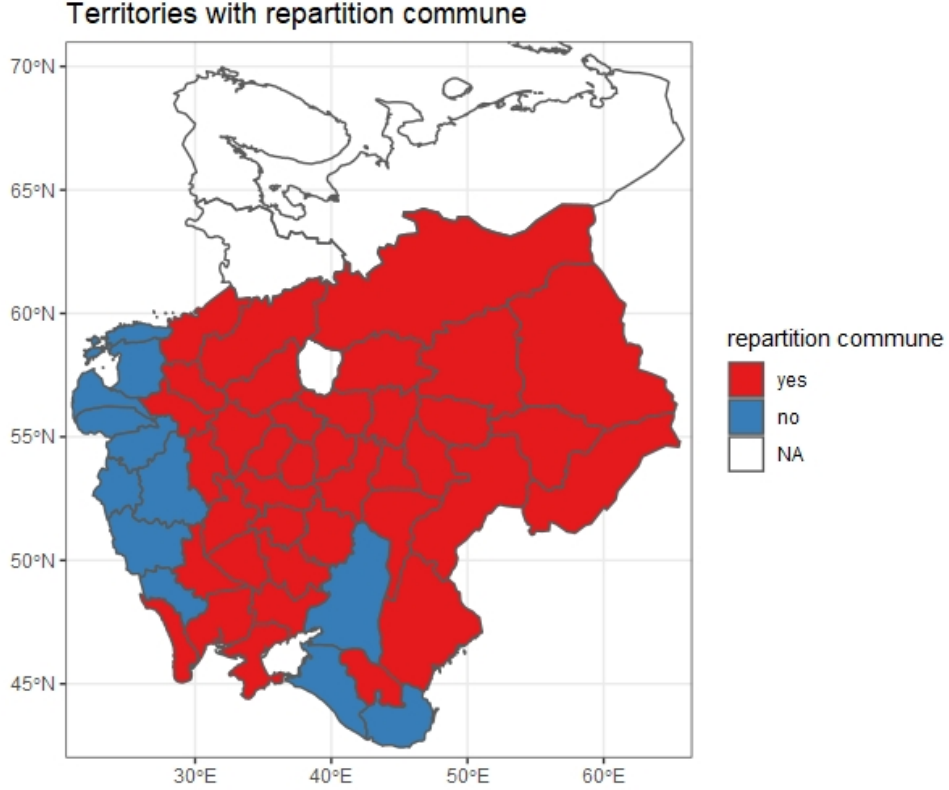 Territories with repartition commune
70°N
65°N
60°N
55°N
50°N
45°N
30°E
40°E
50°E
60°E
repartition commune
yes
no
NA